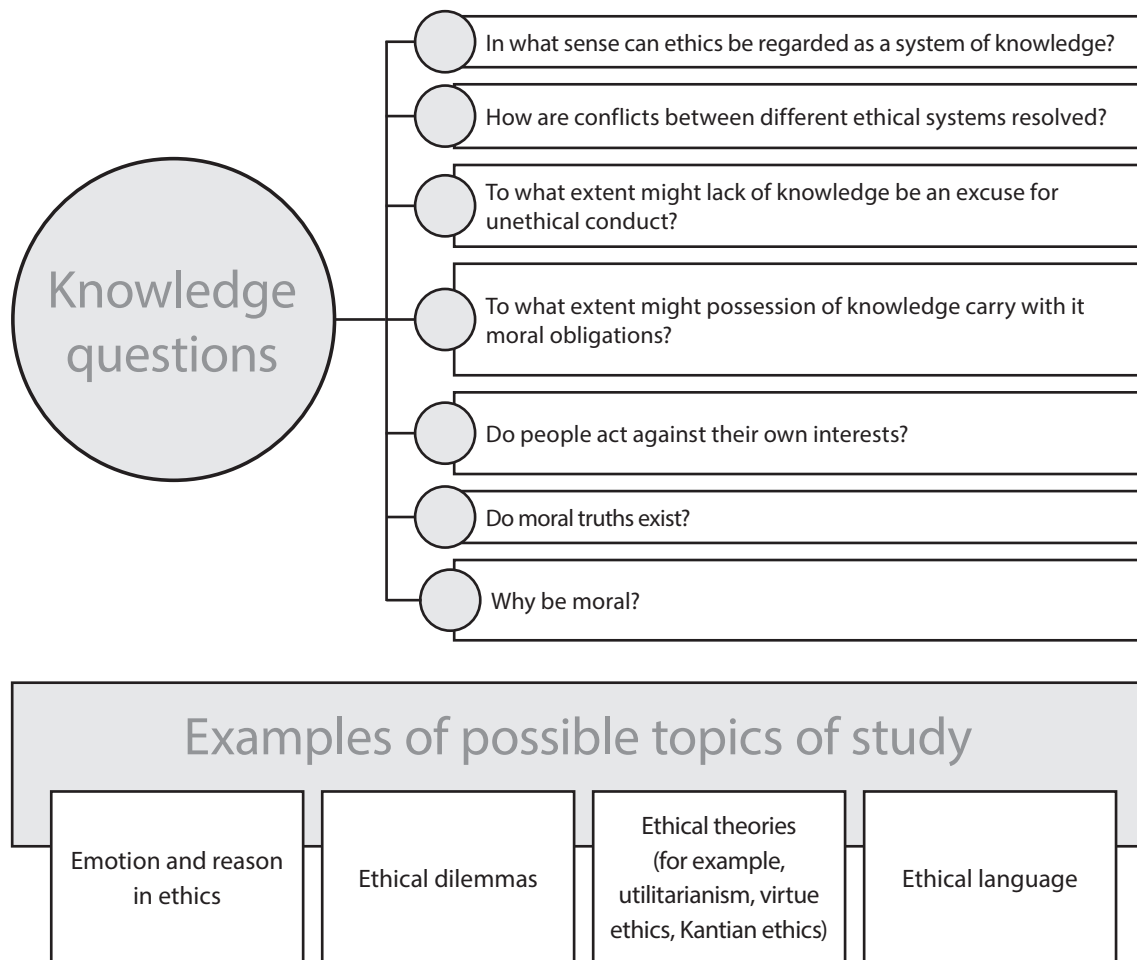 Knowledge
questions
In what sense can ethics be regarded as a system of knowledge?
How are conflicts between different ethical systems resolved?
To what extent might lack of knowledge be an excuse for
unethical conduct?
To what extent might possession of knowledge carry with it
moral obligations?
Do people act against their own interests?
Do moral truths exist?
Why be moral?
Examples of possible topics of study
Emotion and reason
in ethics
Ethical dilemmas
Ethical theories
(for example,
utilitarianism, virtue
ethics, Kantian ethics)
Ethical language